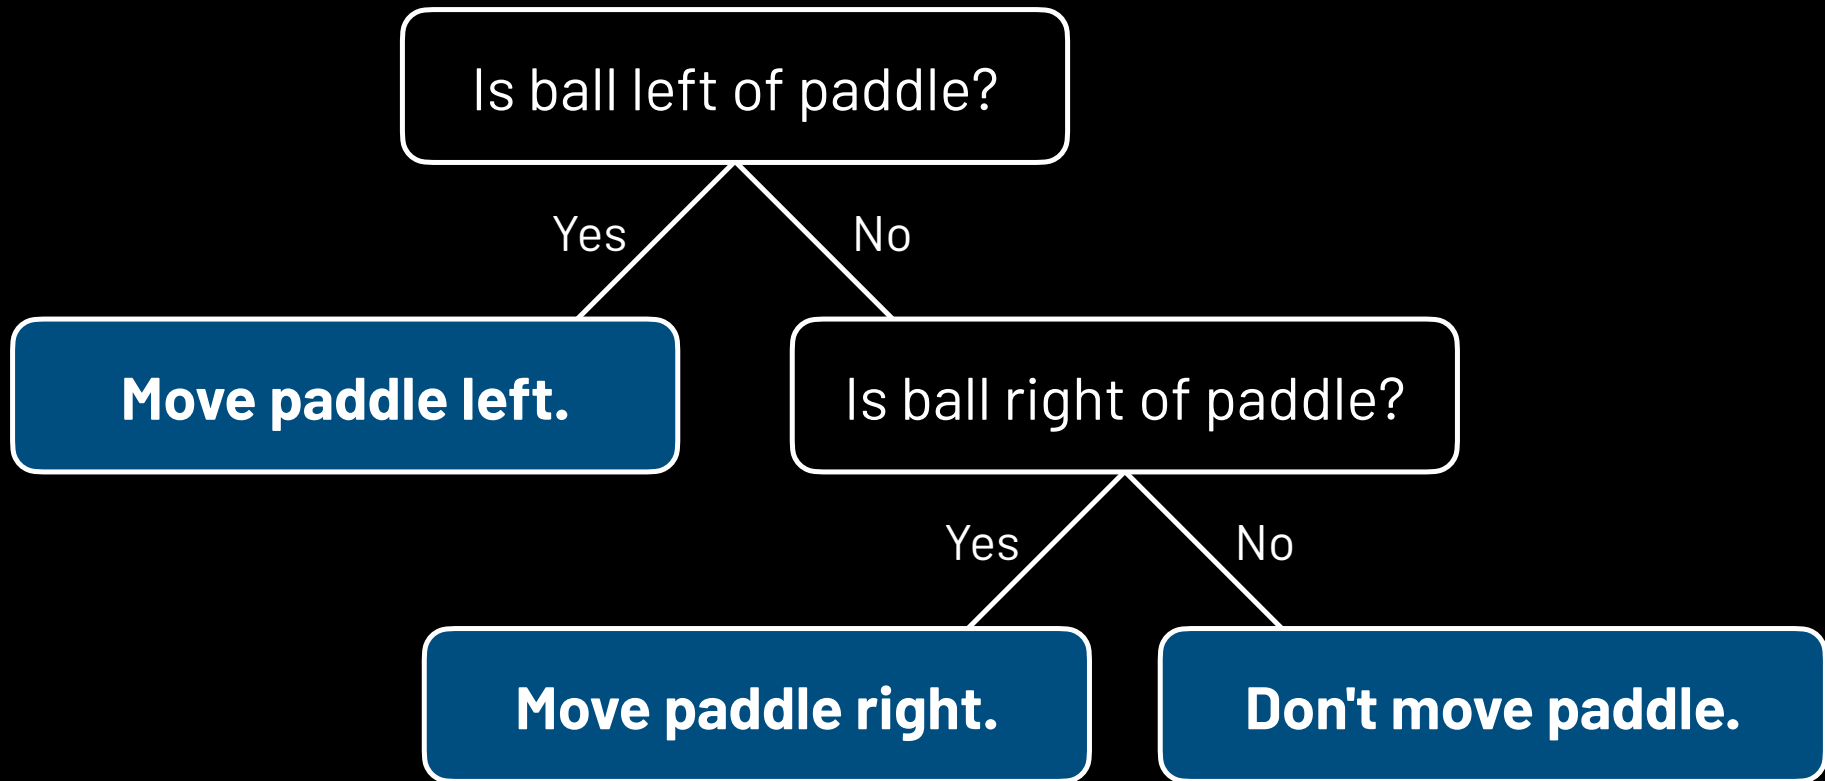 Is ball left of paddle?
Yes
No
Move paddle left.
Is ball right of paddle?
Yes
No
Move paddle right.
Don't move paddle.